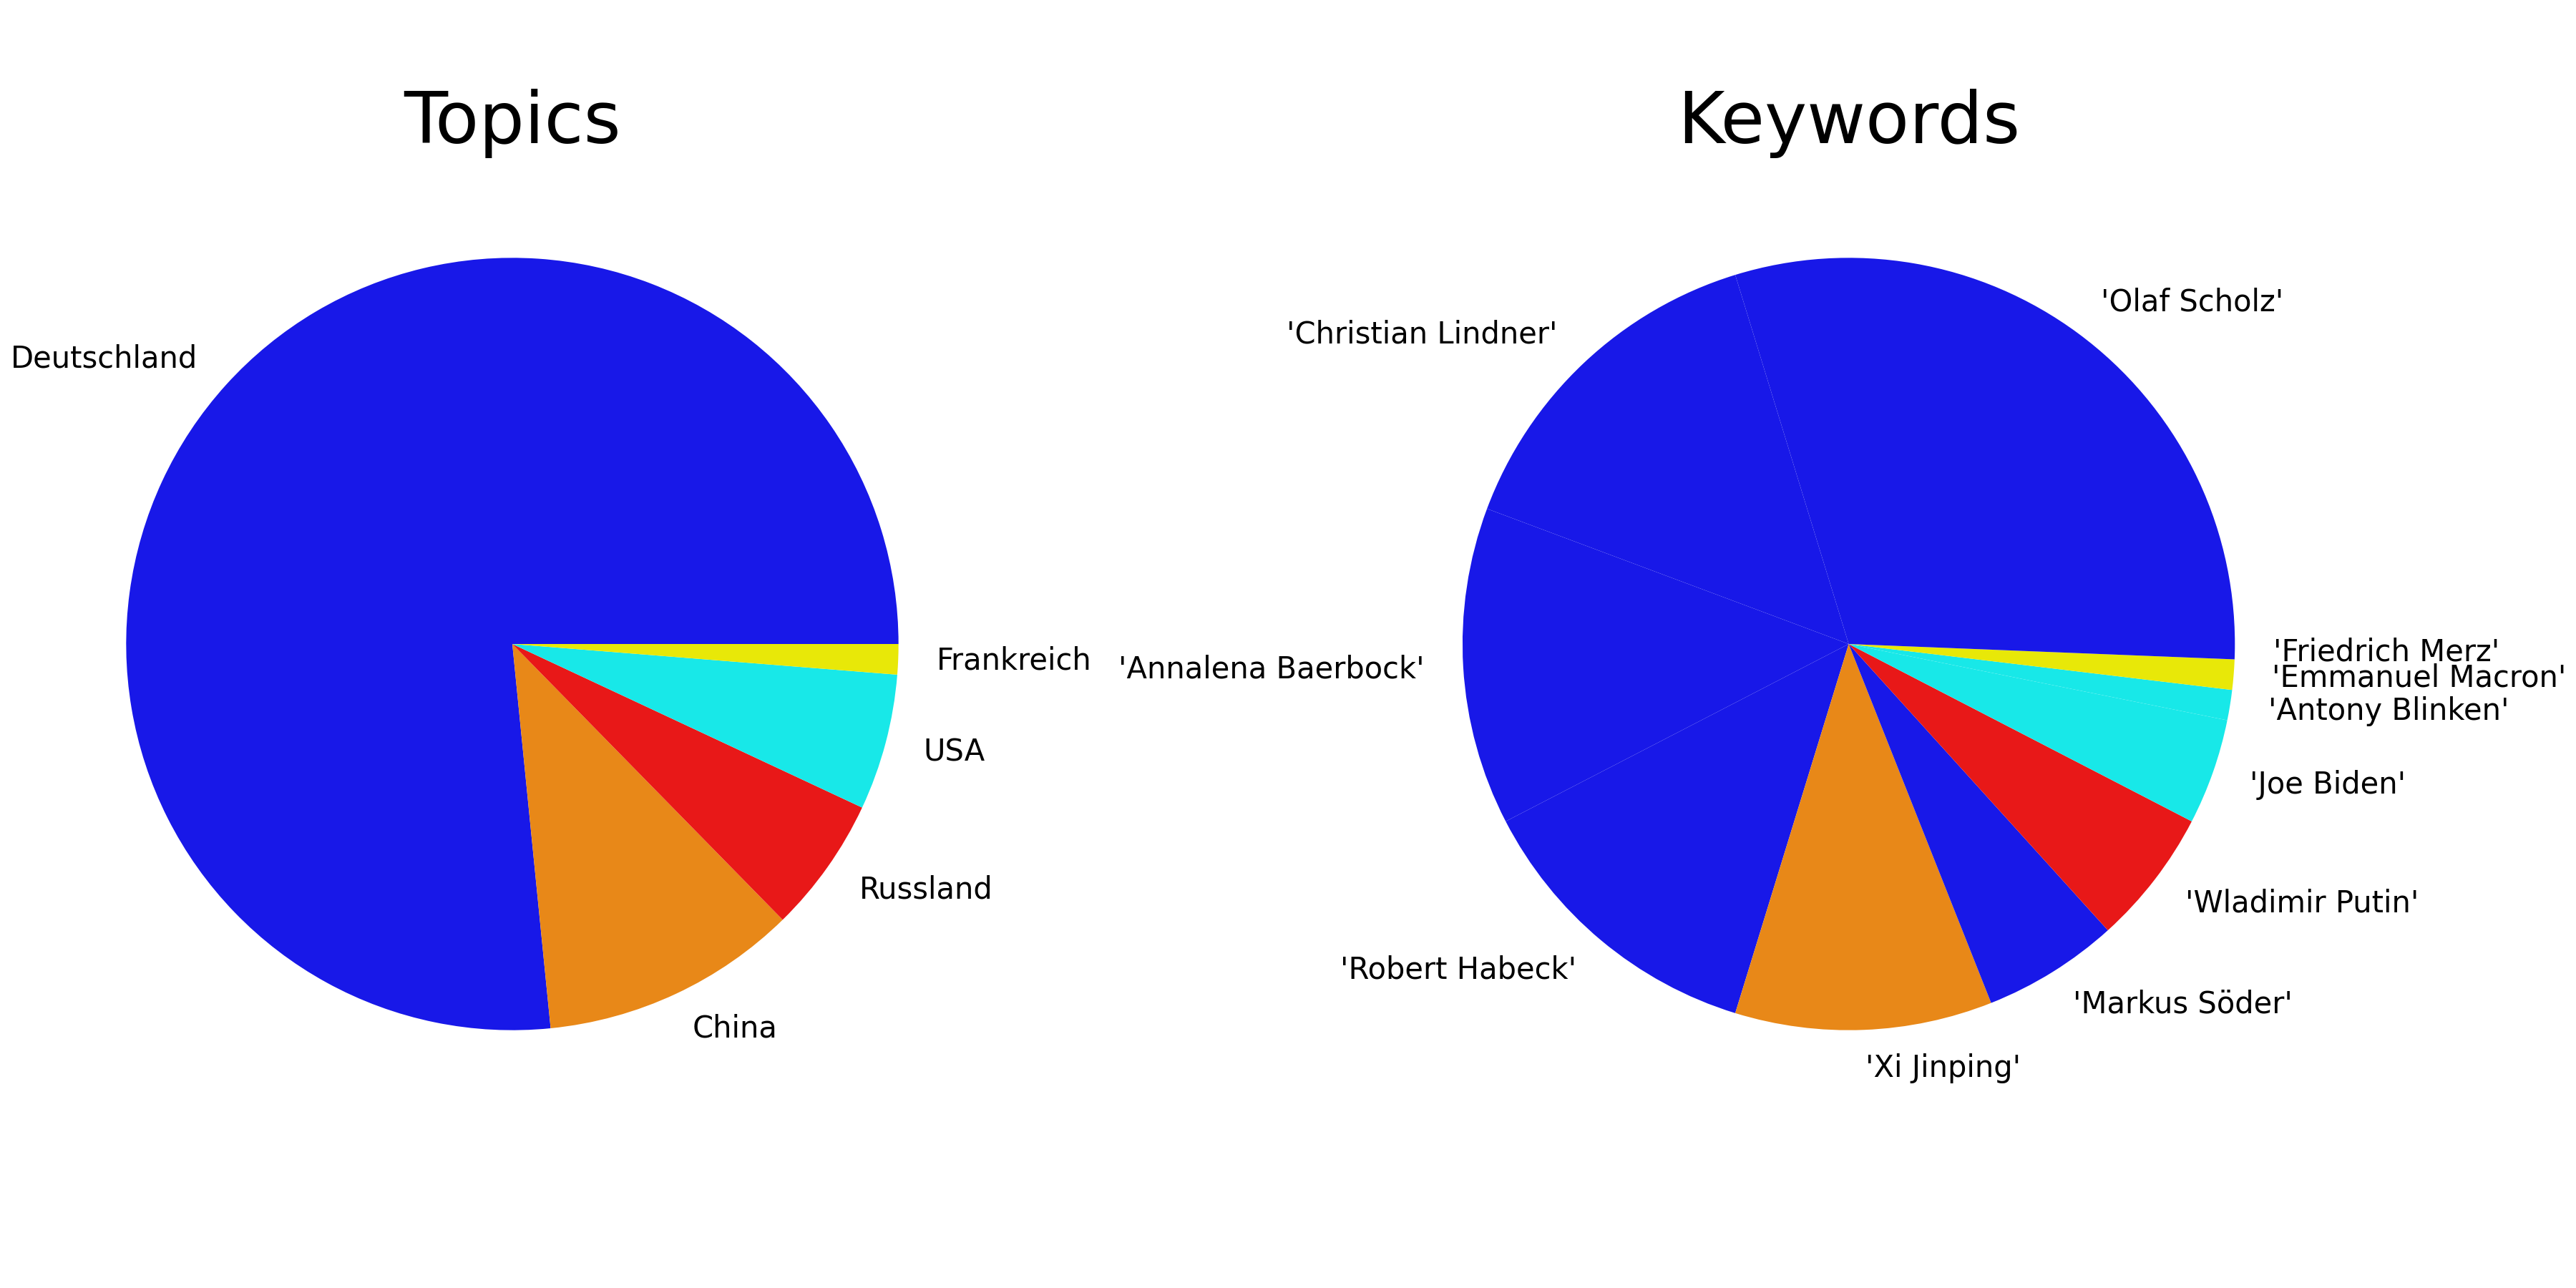 Topics
Deutschland
Frankreich
USA
Russland
China
Keywords
'Olaf Scholz'
'Christian Lindner'
'Annalena Baerbock'
'Robert Habeck'
'Xi Jinping'
'Markus Söder'
'Wladimir Putin'
'Joe Biden'
'Antony Blinken'
'Emmanuel Macron'
'Friedrich Merz'